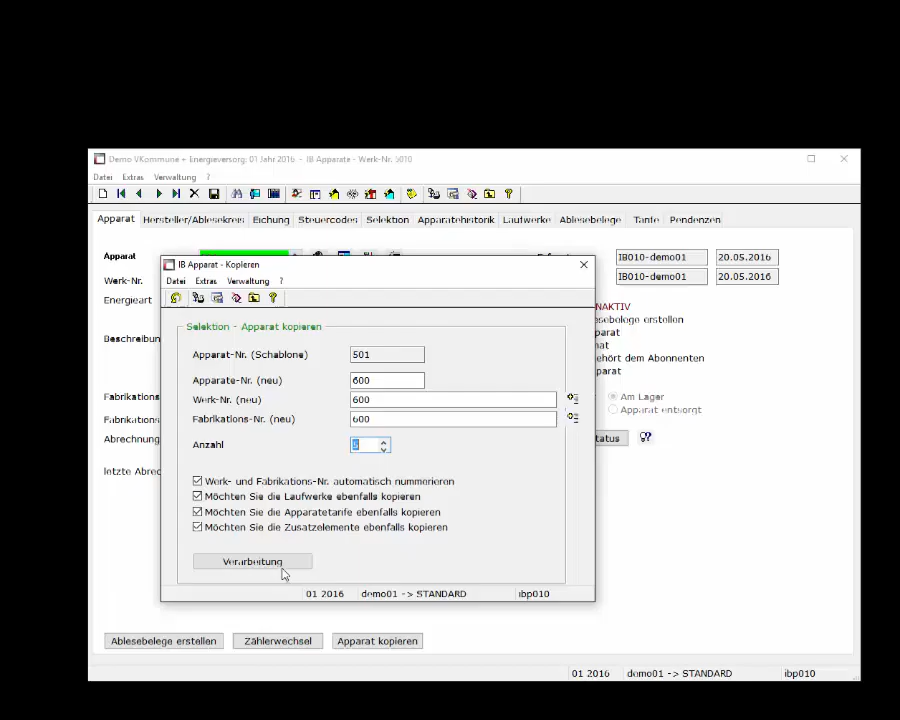 Demo VKommune + Energieversorg. 01 Jahr 2016 - IB Apparate - Werk-Nr. 5010
Datei Extras Verwaltung ?
Apparat Hersteller/Ablesekreis Eichung Steuercodes Selektion Apparatehistorik Laufwerke Ablesebelege Tarife Pendenzen
Apparat
IB010-demo01 20.05.2016
Werk-Nr.
IB010-demo01 20.05.2016
Energieart
NAKTIV
esebelege erstellen
parat
Beschreibun
nat
ehört dem Abonnenten
parat
Fabrikations
Am Lager
Apparat entsorgt
Fabrikations
Abrechnung
tatus
letzte Abrec
IB Apparat - Kopieren
Datei Extras Verwaltung ?
Selektion - Apparat kopieren
Apparat-Nr. (Schablone) 501
Apparate-Nr. (neu) 600
Werk-Nr. (neu) 600
Fabrikations-Nr. (neu) 600
Anzahl 5
Werk- und Fabrikations-Nr. automatisch nummerieren
Möchten Sie die Laufwerke ebenfalls kopieren
Möchten Sie die Apparatetarife ebenfalls kopieren
Möchten Sie die Zusatzelemente ebenfalls kopieren
Verarbeitung
01 2016 demo01 -> STANDARD ibp010
Ablesebelege erstellen Zählerwechsel Apparat kopieren
01 2016 demo01 -> STANDARD ibp010